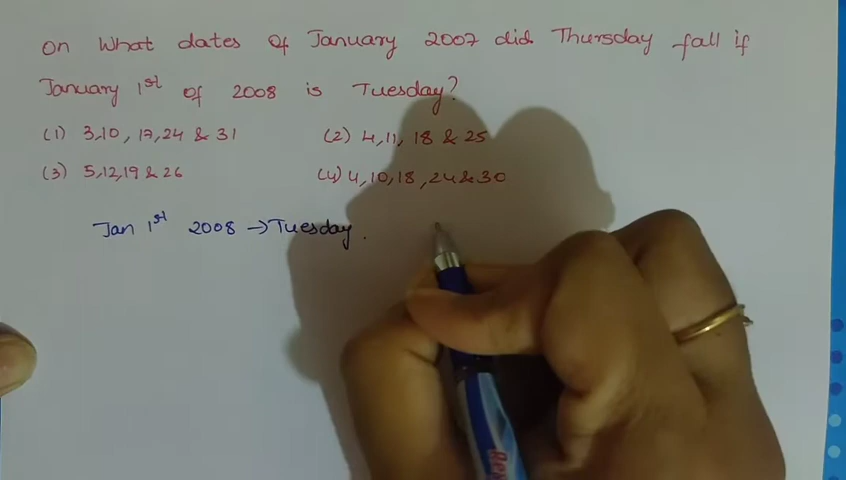 On What dates of January 2007 did Thursday fall if
January 1st of 2008 is Tuesday?
(1) 3,10, 17,24 & 31 (2) 4,11, 18 & 25
(3) 5,12,19 & 26 (4) 4,10,18,24 & 30
Jan 1st 2008 → Tuesday.